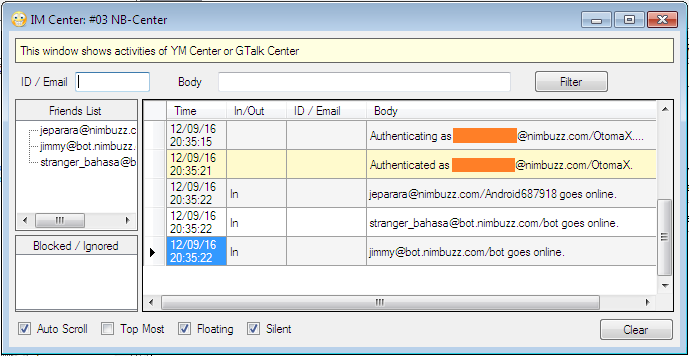 IM Center: #03 NB-Center
This window shows activities of YM Center or GTalk Center
ID / Email Body Filter
Friends List
jeparara@nimbuzz.c
jimmy@bot.nimbuzz.
stranger_bahasa@b
Blocked / Ignored
Time In/Out ID / Email Body
12/09/16
20:35:15 Authenticating as @nimbuzz.com/OtomaX....
12/09/16
20:35:21 Authenticated as @nimbuzz.com/OtomaX.
12/09/16
20:35:22 In jeparara@nimbuzz.com/Android687918 goes online.
12/09/16
20:35:22 In stranger_bahasa@bot.nimbuzz.com/bot goes online.
12/09/16
20:35:22 In jimmy@bot.nimbuzz.com/bot goes online.
Auto Scroll Top Most Floating Silent Clear